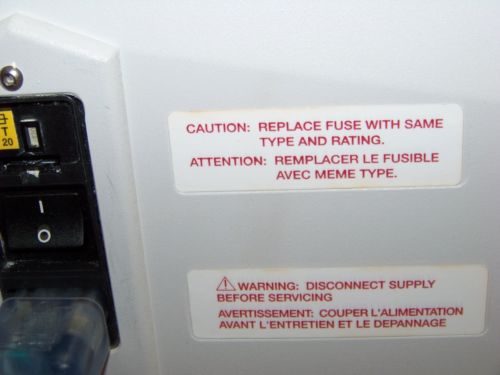 CAUTION: REPLACE FUSE WITH SAME
TYPE AND RATING.
ATTENTION: REMPLACER LE FUSIBLE
AVEC MEME TYPE.
T
20
I
O
⚠ WARNING: DISCONNECT SUPPLY
BEFORE SERVICING
AVERTISSEMENT: COUPER L'ALIMENTATION
AVANT L'ENTRETIEN ET LE DEPANNAGE